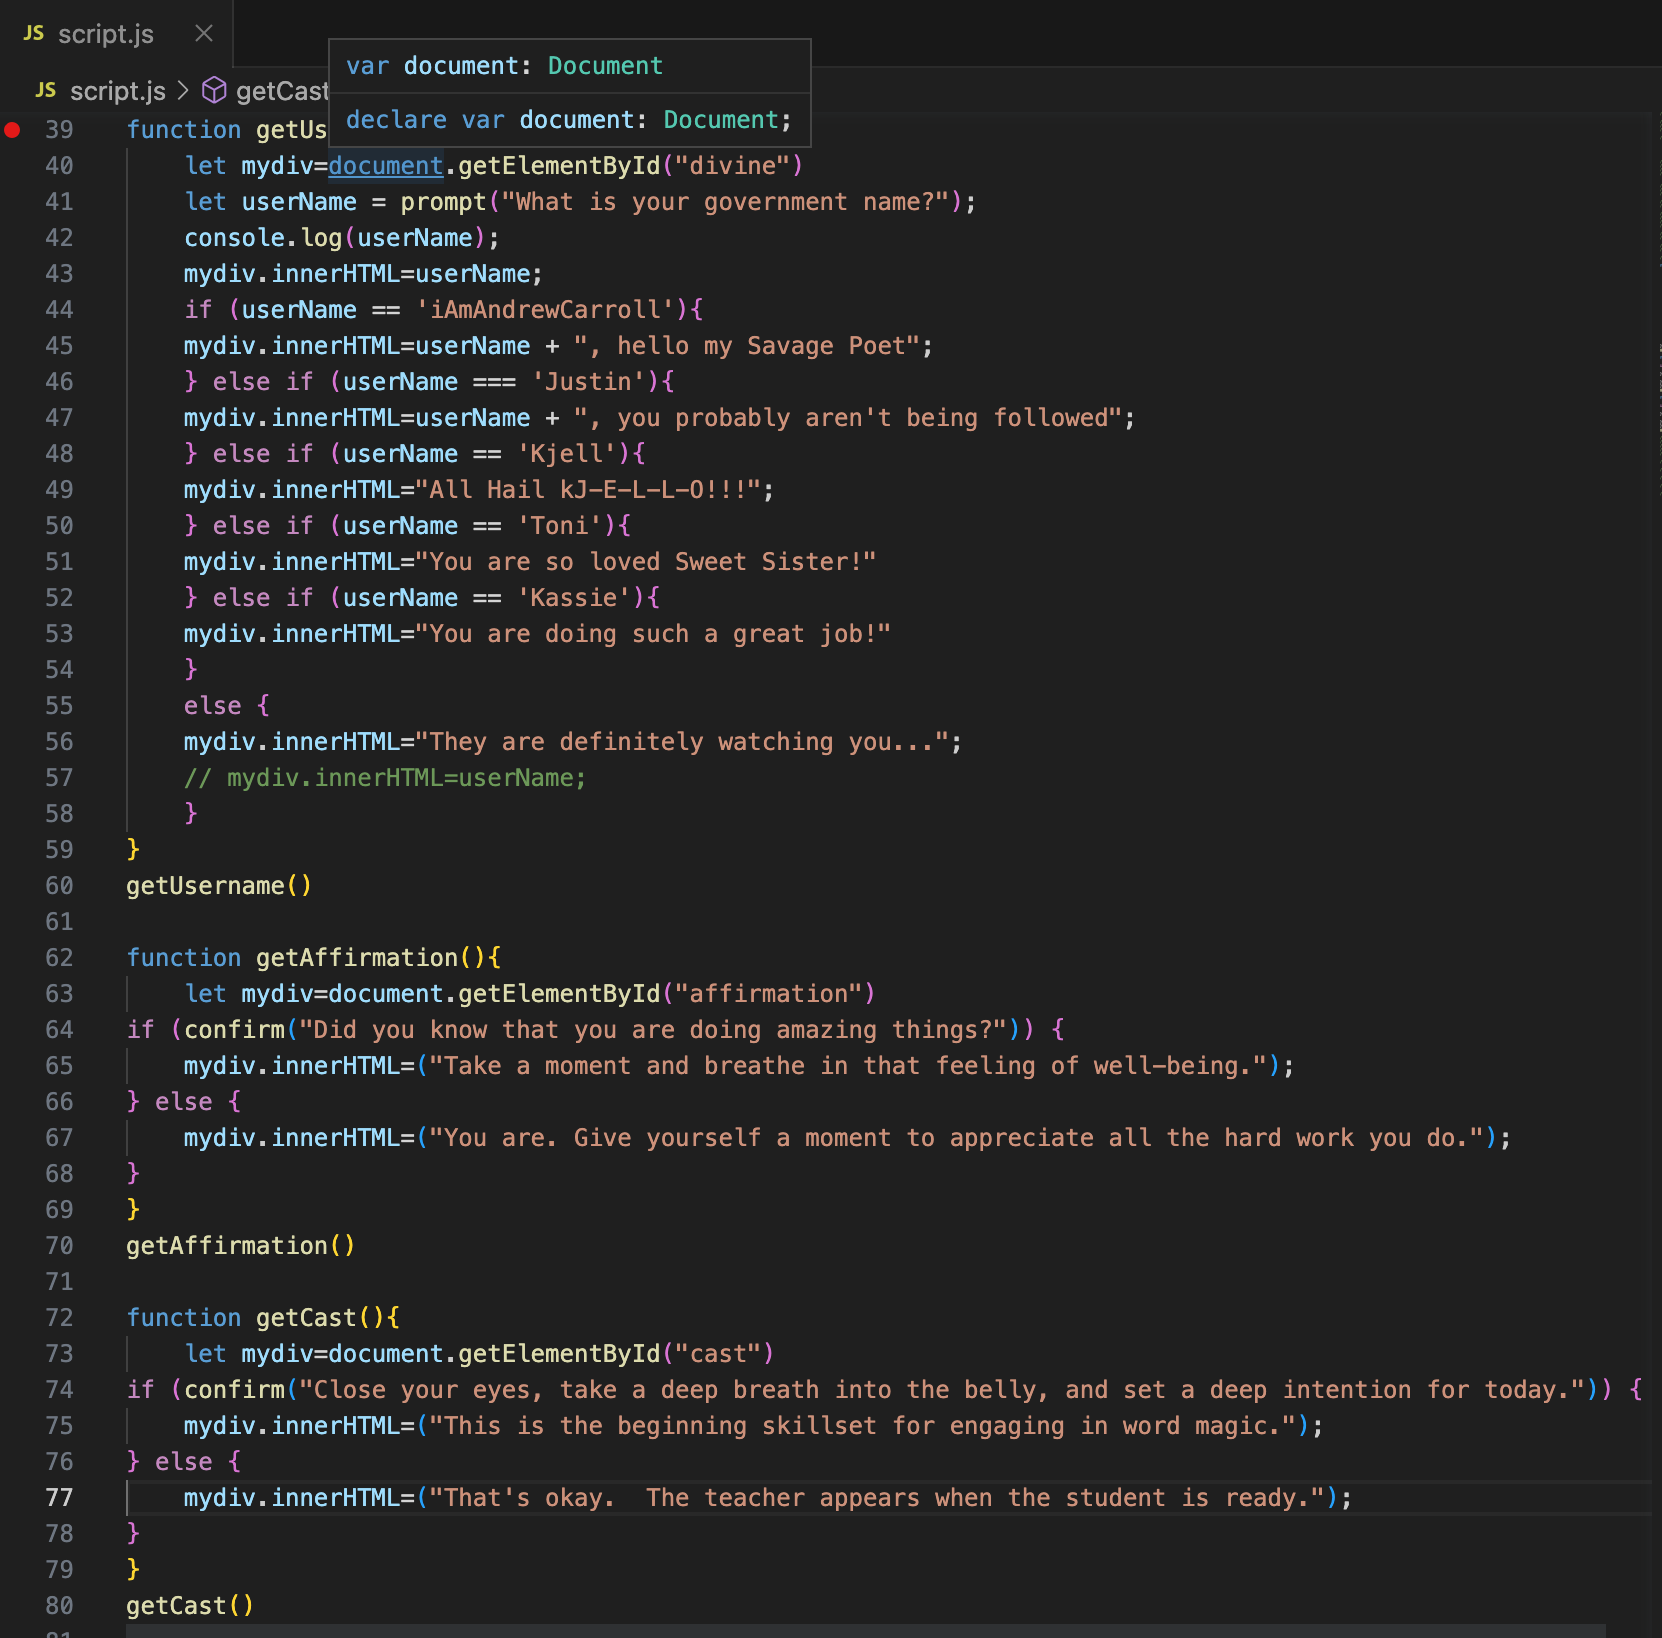 JS script.js
JS script.js > getCast
var document: Document
declare var document: Document;
39 function getUs
40 let mydiv=document.getElementById("divine")
41 let userName = prompt("What is your government name?");
42 console.log(userName);
43 mydiv.innerHTML=userName;
44 if (userName == 'iAmAndrewCarroll'){
45 mydiv.innerHTML=userName + ", hello my Savage Poet";
46 } else if (userName === 'Justin'){
47 mydiv.innerHTML=userName + ", you probably aren't being followed";
48 } else if (userName == 'Kjell'){
49 mydiv.innerHTML="All Hail kJ-E-L-L-O!!!";
50 } else if (userName == 'Toni'){
51 mydiv.innerHTML="You are so loved Sweet Sister!"
52 } else if (userName == 'Kassie'){
53 mydiv.innerHTML="You are doing such a great job!"
54 }
55 else {
56 mydiv.innerHTML="They are definitely watching you...";
57 // mydiv.innerHTML=userName;
58 }
59 }
60 getUsername()
61
62 function getAffirmation(){
63 let mydiv=document.getElementById("affirmation")
64 if (confirm("Did you know that you are doing amazing things?")) {
65 mydiv.innerHTML=("Take a moment and breathe in that feeling of well-being.");
66 } else {
67 mydiv.innerHTML=("You are. Give yourself a moment to appreciate all the hard work you do.");
68 }
69 }
70 getAffirmation()
71
72 function getCast(){
73 let mydiv=document.getElementById("cast")
74 if (confirm("Close your eyes, take a deep breath into the belly, and set a deep intention for today.")) {
75 mydiv.innerHTML=("This is the beginning skillset for engaging in word magic.");
76 } else {
77 mydiv.innerHTML=("That's okay.  The teacher appears when the student is ready.");
78 }
79 }
80 getCast()
81